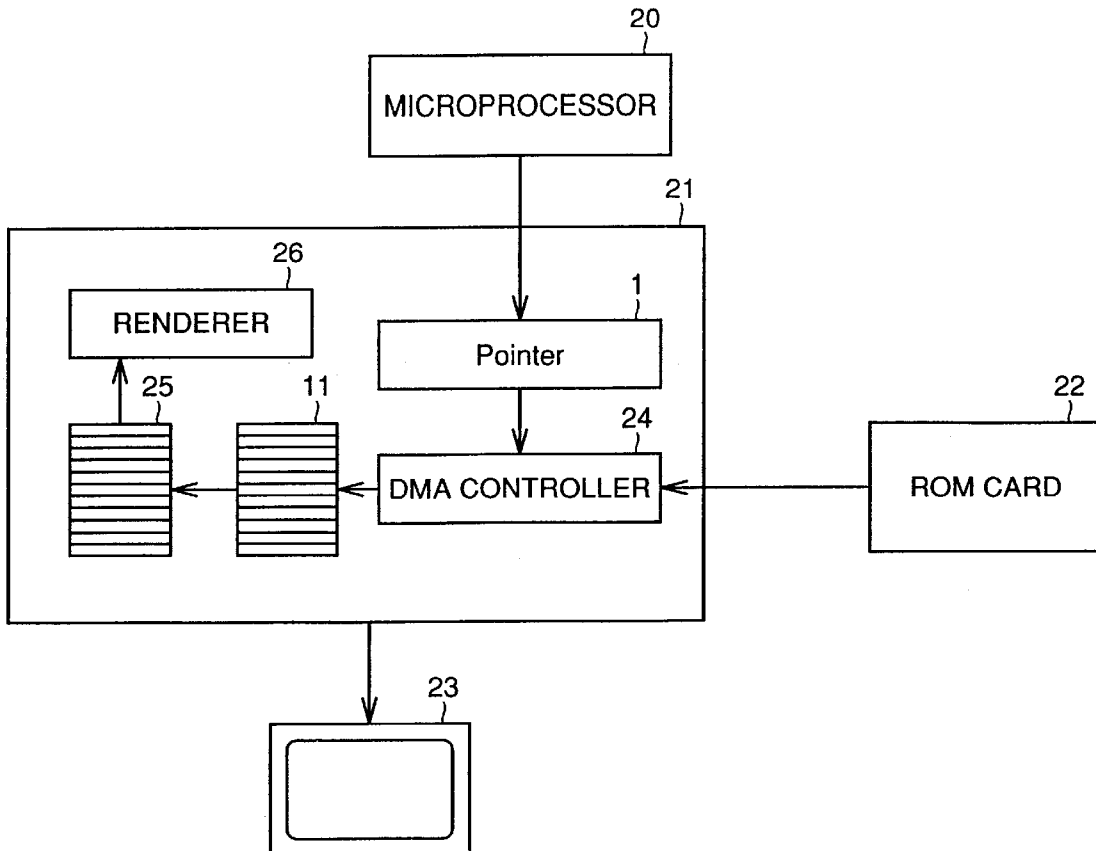 20
MICROPROCESSOR
21
26
RENDERER
1
Pointer
25
11
24
DMA CONTROLLER
22
ROM CARD
23